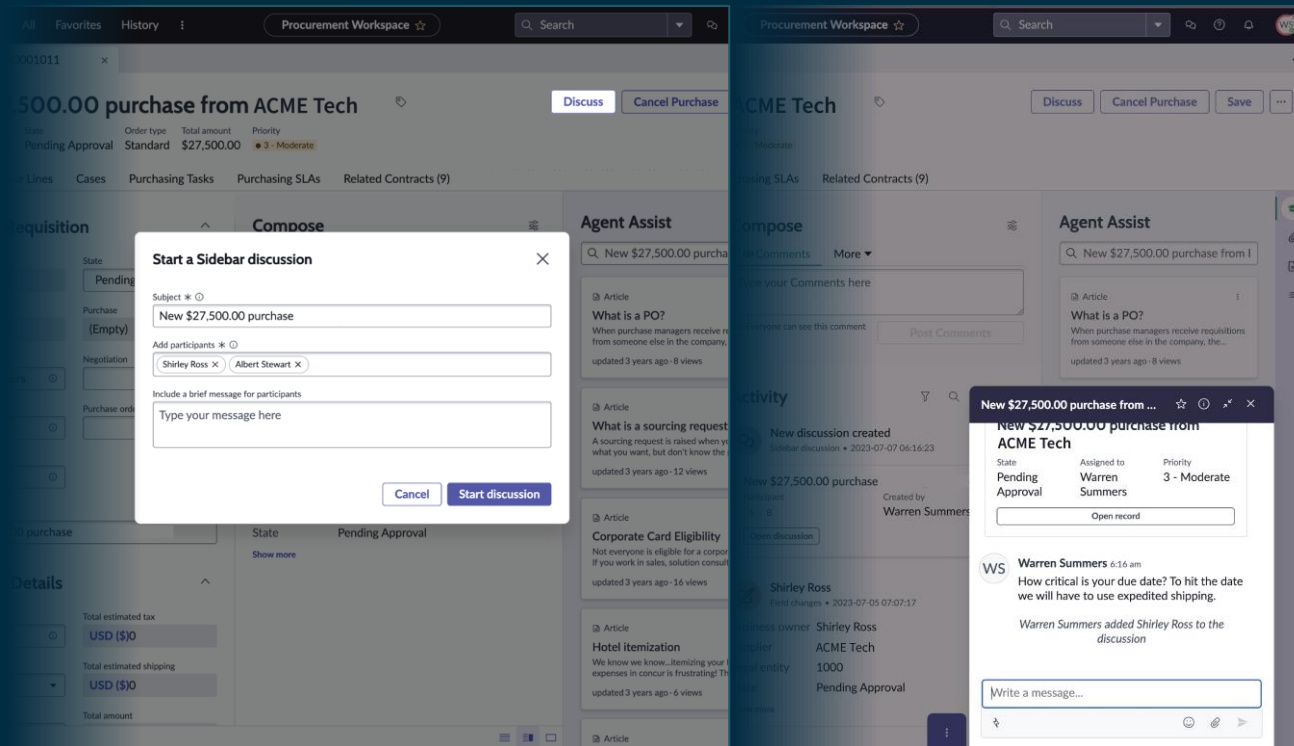 All Favorites History
Procurement Workspace
Search
0001011
,500.00 purchase from ACME Tech
Discuss
Cancel Purchase
State
Pending Approval
Order type
Standard
Total amount
$27,500.00
Priority
3 - Moderate
Lines
Cases
Purchasing Tasks
Purchasing SLAs
Related Contracts (9)
Requisition
State
Pending
Purchase
(Empty)
Negotiation
Purchase orde
Compose
Start a Sidebar discussion
Subject
New $27,500.00 purchase
Add participants
Shirley Ross
Albert Stewart
Include a brief message for participants
Type your message here
Cancel
Start discussion
purchase
State
Pending Approval
Show more
Details
Total estimated tax
USD ($)0
Total estimated shipping
USD ($)0
Total amount
Agent Assist
New $27,500.00 purcha
Article
What is a PO?
When purchase managers receive r
from someone else in the company,
updated 3 years ago - 8 views
Article
What is a sourcing request
A sourcing request is raised when y
what you want, but don't know the
updated 3 years ago - 12 views
Article
Corporate Card Eligibility
Not everyone is eligible for a corpor
If you work in sales, solution consult
updated 3 years ago - 16 views
Article
Hotel itemization
We know we know...itemizing your
expenses in concur is frustrating! Th
updated 3 years ago - 6 views
Article
Procurement Workspace
Search
WS
ACME Tech
Discuss
Cancel Purchase
Save
Moderate
SLAs
Related Contracts (9)
Compose
Comments
More
your Comments here
everyone can see this comment
Post Comments
Activity
New discussion created
Sidebar discussion • 2023-07-07 06:16:23
New $27,500.00 purchase
Created by
Warren Summers
Open discussion
Shirley Ross
Field changes • 2023-07-05 07:07:17
owner Shirley Ross
ACME Tech
entity 1000
Pending Approval
Agent Assist
New $27,500.00 purchase from
Article
What is a PO?
When purchase managers receive requisitions
from someone else in the company, the...
updated 3 years ago - 8 views
New $27,500.00 purchase from ...
New $27,500.00 purchase from
ACME Tech
State
Pending
Approval
Assigned to
Warren
Summers
Priority
3 - Moderate
Open record
WS
Warren Summers 6:16 am
How critical is your due date? To hit the date
we will have to use expedited shipping.
Warren Summers added Shirley Ross to the
discussion
Write a message...